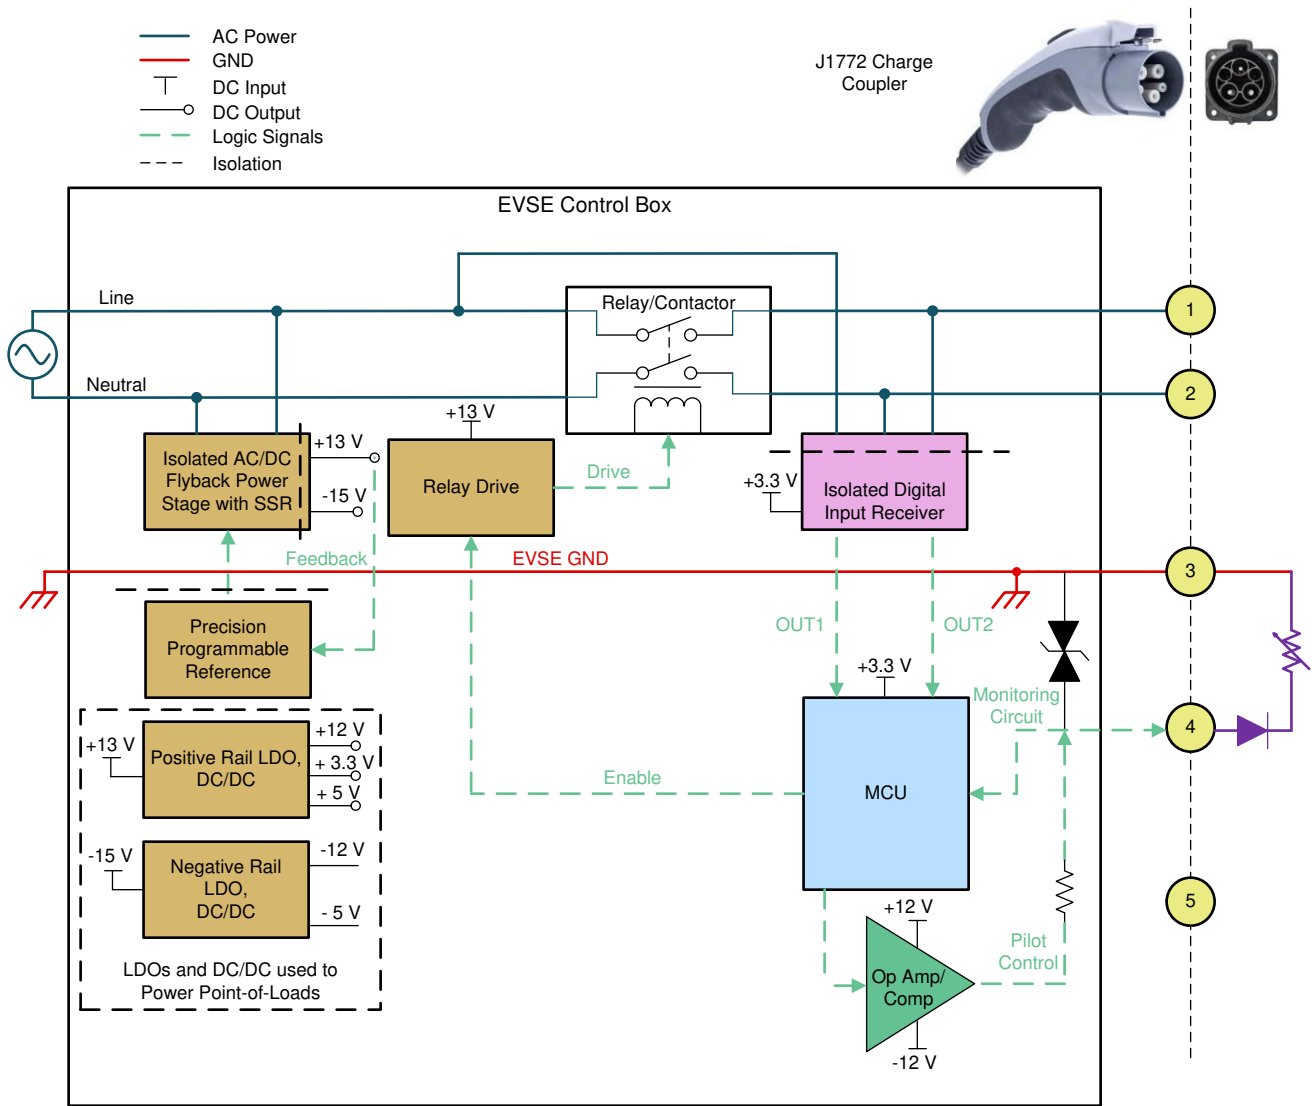 AC Power
GND
DC Input
DC Output
Logic Signals
Isolation
J1772 Charge
Coupler
EVSE Control Box
Line
Relay/Contactor
1
Neutral
2
+13 V
+13 V
Isolated AC/DC
Flyback Power
Stage with SSR
-15 V
Relay Drive
Drive
+3.3 V
Isolated Digital
Input Receiver
Feedback
EVSE GND
3
Precision
Programmable
Reference
OUT1
OUT2
+3.3 V
Monitoring
Circuit
4
+13 V
Positive Rail LDO,
DC/DC
+12 V
+ 3.3 V
+ 5 V
Enable
MCU
-15 V
Negative Rail
LDO,
DC/DC
-12 V
- 5 V
5
+12 V
Pilot
Control
Op Amp/
Comp
-12 V
LDOs and DC/DC used to
Power Point-of-Loads